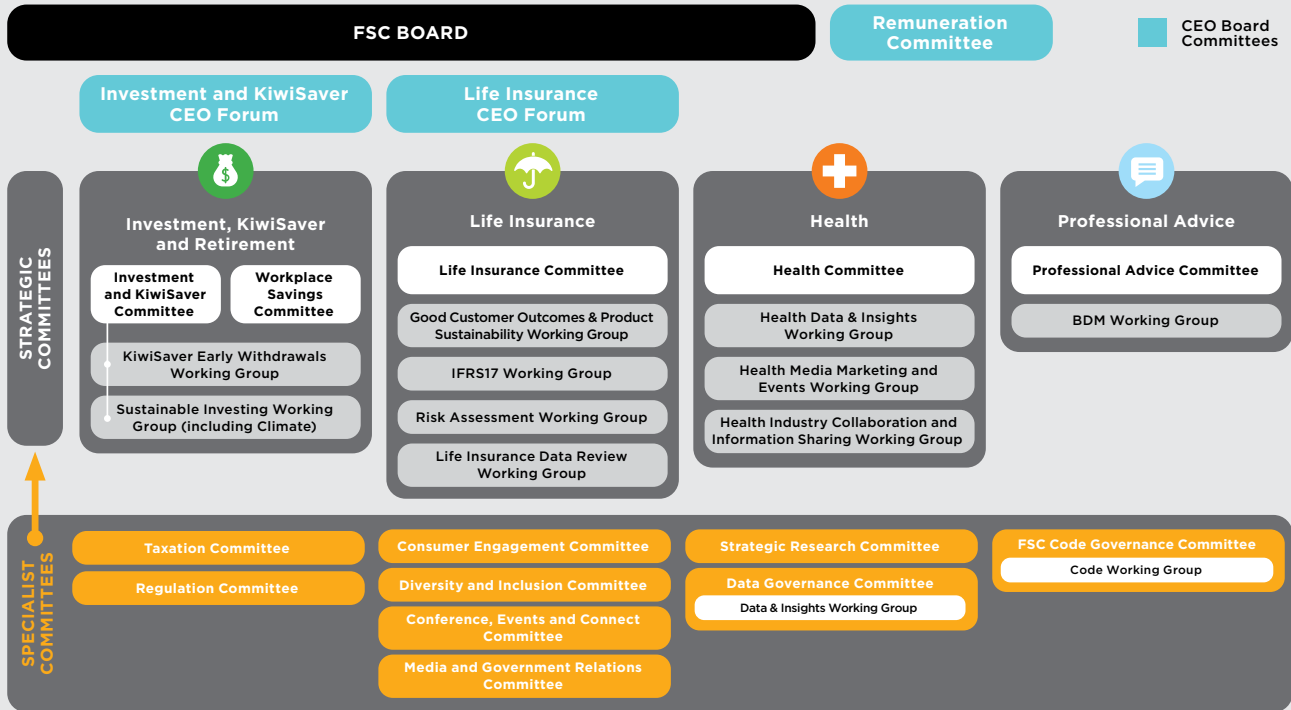 FSC BOARD
Remuneration
Committee
CEO Board
Committees
Investment and KiwiSaver
CEO Forum
Life Insurance
CEO Forum
STRATEGIC
COMMITTEES
$
Investment, KiwiSaver
and Retirement
Investment
and KiwiSaver
Committee
Workplace
Savings
Committee
KiwiSaver Early Withdrawals
Working Group
Sustainable Investing Working
Group (including Climate)
Life Insurance
Life Insurance Committee
Good Customer Outcomes & Product
Sustainability Working Group
IFRS17 Working Group
Risk Assessment Working Group
Life Insurance Data Review
Working Group
Health
Health Committee
Health Data & Insights
Working Group
Health Media Marketing and
Events Working Group
Health Industry Collaboration and
Information Sharing Working Group
Professional Advice
Professional Advice Committee
BDM Working Group
SPECIALIST
COMMITTEES
Taxation Committee
Regulation Committee
Consumer Engagement Committee
Diversity and Inclusion Committee
Conference, Events and Connect
Committee
Media and Government Relations
Committee
Strategic Research Committee
Data Governance Committee
Data & Insights Working Group
FSC Code Governance Committee
Code Working Group